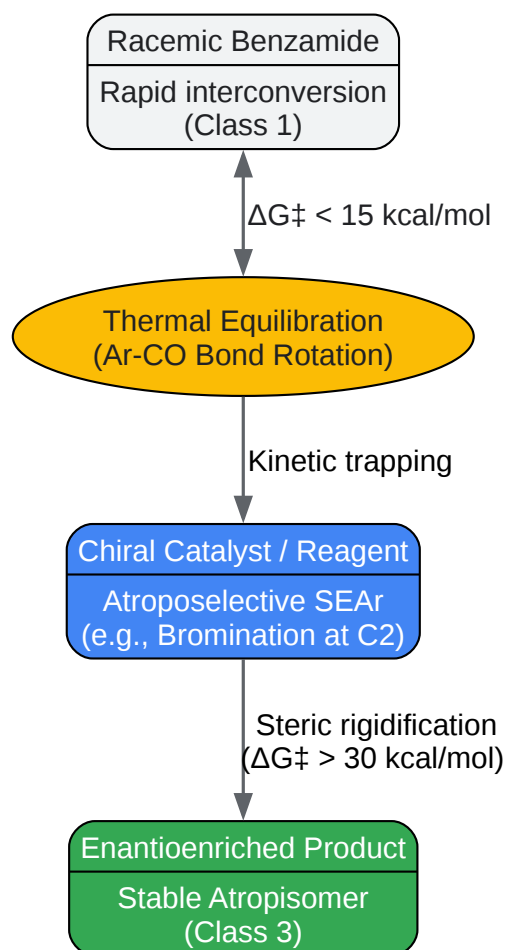 Racemic Benzamide
Rapid interconversion
(Class 1)
ΔG‡ < 15 kcal/mol
Thermal Equilibration
(Ar-CO Bond Rotation)
Kinetic trapping
Chiral Catalyst / Reagent
Atroposelective SEAr
(e.g., Bromination at C2)
Steric rigidification
(ΔG‡ > 30 kcal/mol)
Enantioenriched Product
Stable Atropisomer
(Class 3)